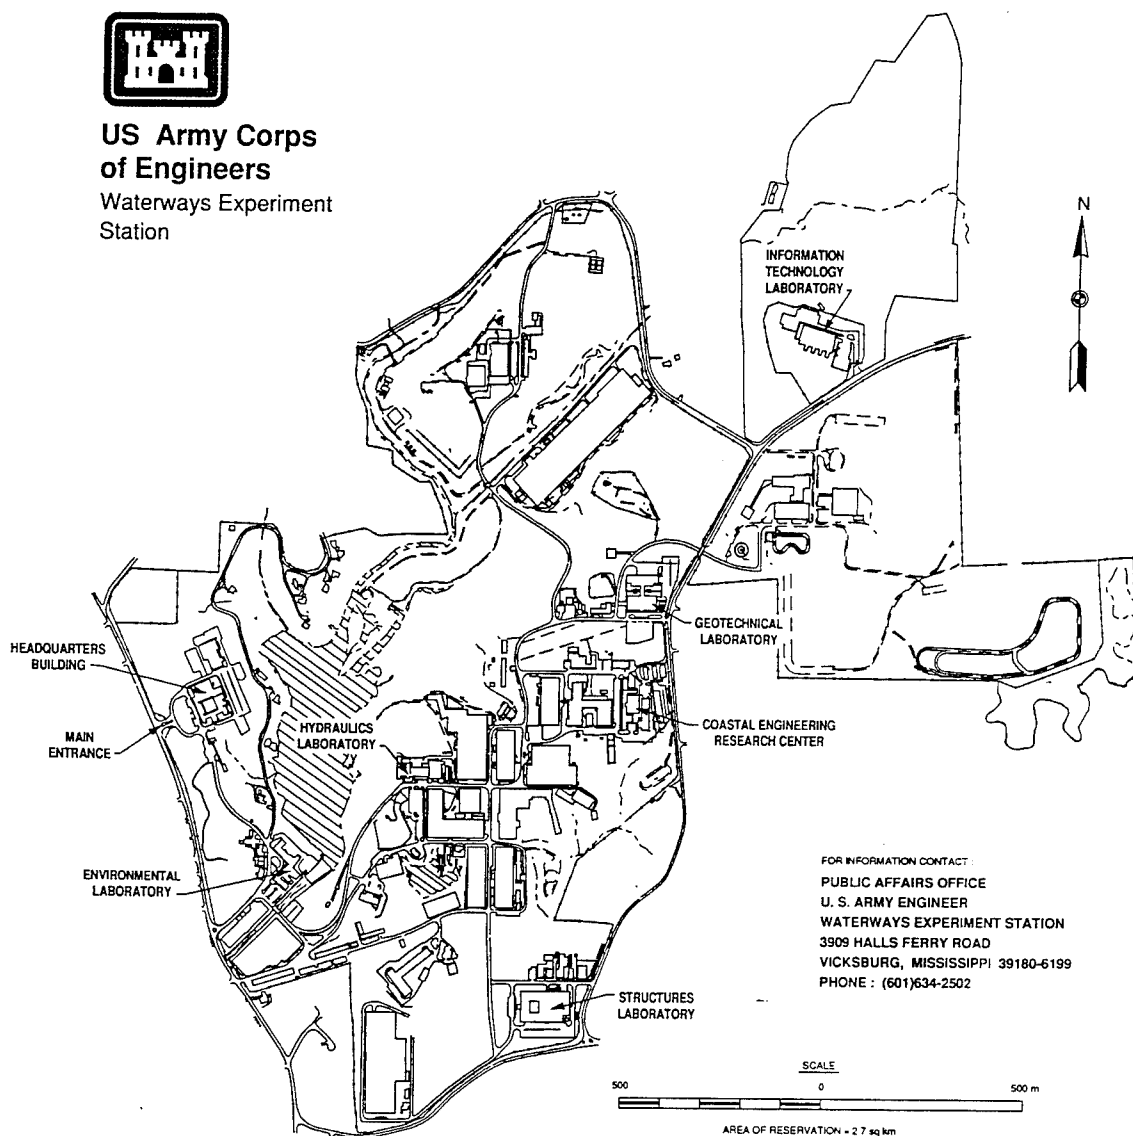 US Army Corps
of Engineers
Waterways Experiment
Station
N
INFORMATION
TECHNOLOGY
LABORATORY
GEOTECHNICAL
LABORATORY
HEADQUARTERS
BUILDING
MAIN
ENTRANCE
HYDRAULICS
LABORATORY
COASTAL ENGINEERING
RESEARCH CENTER
ENVIRONMENTAL
LABORATORY
FOR INFORMATION CONTACT :
PUBLIC AFFAIRS OFFICE
U. S. ARMY ENGINEER
WATERWAYS EXPERIMENT STATION
3909 HALLS FERRY ROAD
VICKSBURG, MISSISSIPPI 39180-6199
PHONE : (601)634-2502
STRUCTURES
LABORATORY
SCALE
500 0 500 m
AREA OF RESERVATION = 2.7 sq km